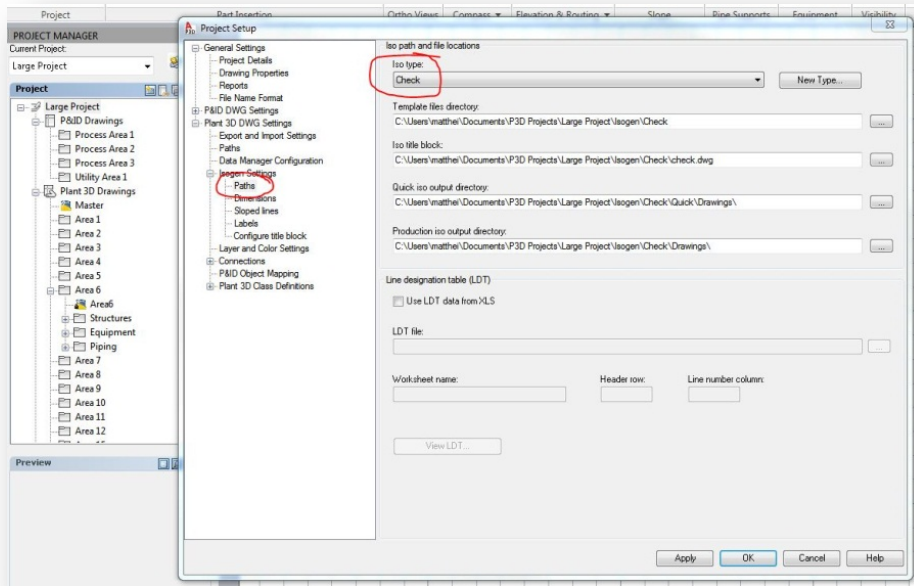 Project
Part Insertion
Ortho Views
Compass
Elevation & Routing
Slope
Pipe Supports
Equipment
Visibility
PROJECT MANAGER
Current Project:
Large Project
Project
Large Project
P&ID Drawings
Process Area 1
Process Area 2
Process Area 3
Utility Area 1
Plant 3D Drawings
Master
Area 1
Area 2
Area 3
Area 4
Area 5
Area6
Area6
Structures
Equipment
Piping
Area 7
Area 8
Area 9
Area 10
Area 11
Area 12
Preview
Project Setup
General Settings
Project Details
Drawing Properties
Reports
File Name Format
P&ID DWG Settings
Plant 3D DWG Settings
Export and Import Settings
Paths
Data Manager Configuration
Isogen Settings
Paths
Dimensions
Sloped lines
Labels
Configure title block
Layer and Color Settings
Connections
P&ID Object Mapping
Plant 3D Class Definitions
Iso path and file locations
Iso type:
Check
New Type...
Template files directory:
C:\Users\matthei\Documents\P3D Projects\Large Project\Isogen\Check
...
Iso title block:
C:\Users\matthei\Documents\P3D Projects\Large Project\Isogen\Check\check.dwg
...
Quick iso output directory:
C:\Users\matthei\Documents\P3D Projects\Large Project\Isogen\Check\Quick\Drawings\
...
Production iso output directory:
C:\Users\matthei\Documents\P3D Projects\Large Project\Isogen\Check\Drawings\
...
Line designation table (LDT)
Use LDT data from XLS
LDT file:
...
Worksheet name:
Header row:
Line number column:
View LDT...
Apply
OK
Cancel
Help